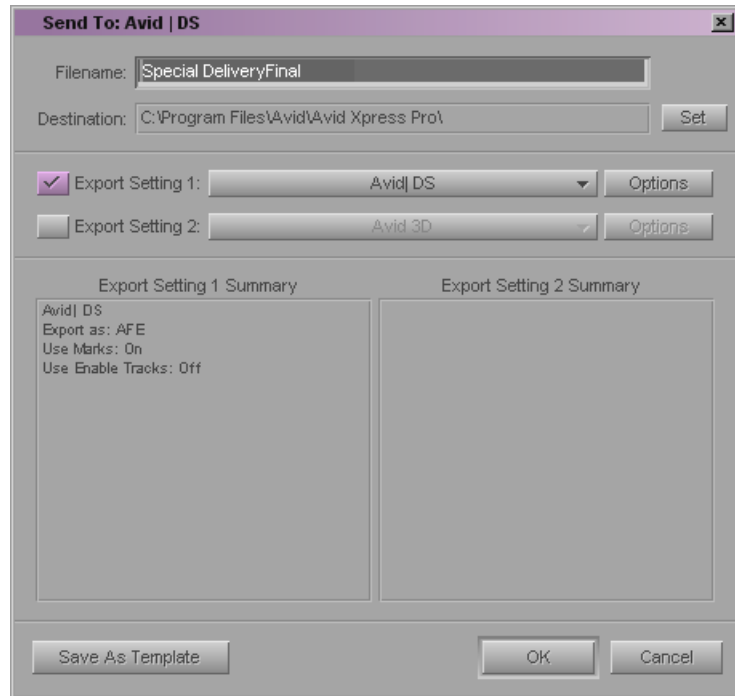 Send To: Avid | DS
Filename: Special DeliveryFinal
Destination: C:\Program Files\Avid\Avid Xpress Pro\ Set
Export Setting 1: Avid| DS Options
Export Setting 2: Avid 3D Options
Export Setting 1 Summary
Avid| DS
Export as: AFE
Use Marks: On
Use Enable Tracks: Off
Export Setting 2 Summary
Save As Template OK Cancel